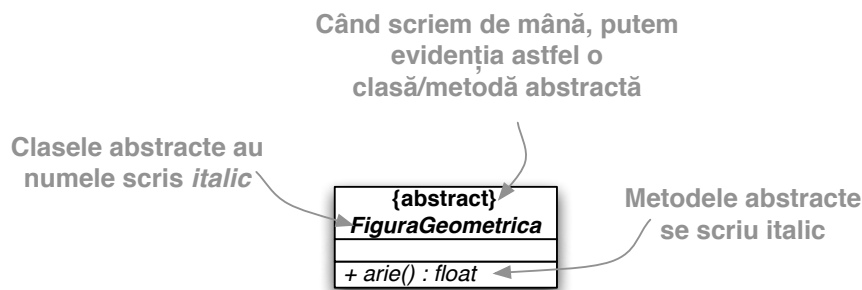 Când scriem de mână, putem
evidenția astfel o
clasă/metodă abstractă
Clasele abstracte au
numele scris italic
{abstract}
FiguraGeometrica
+ arie() : float
Metodele abstracte
se scriu italic